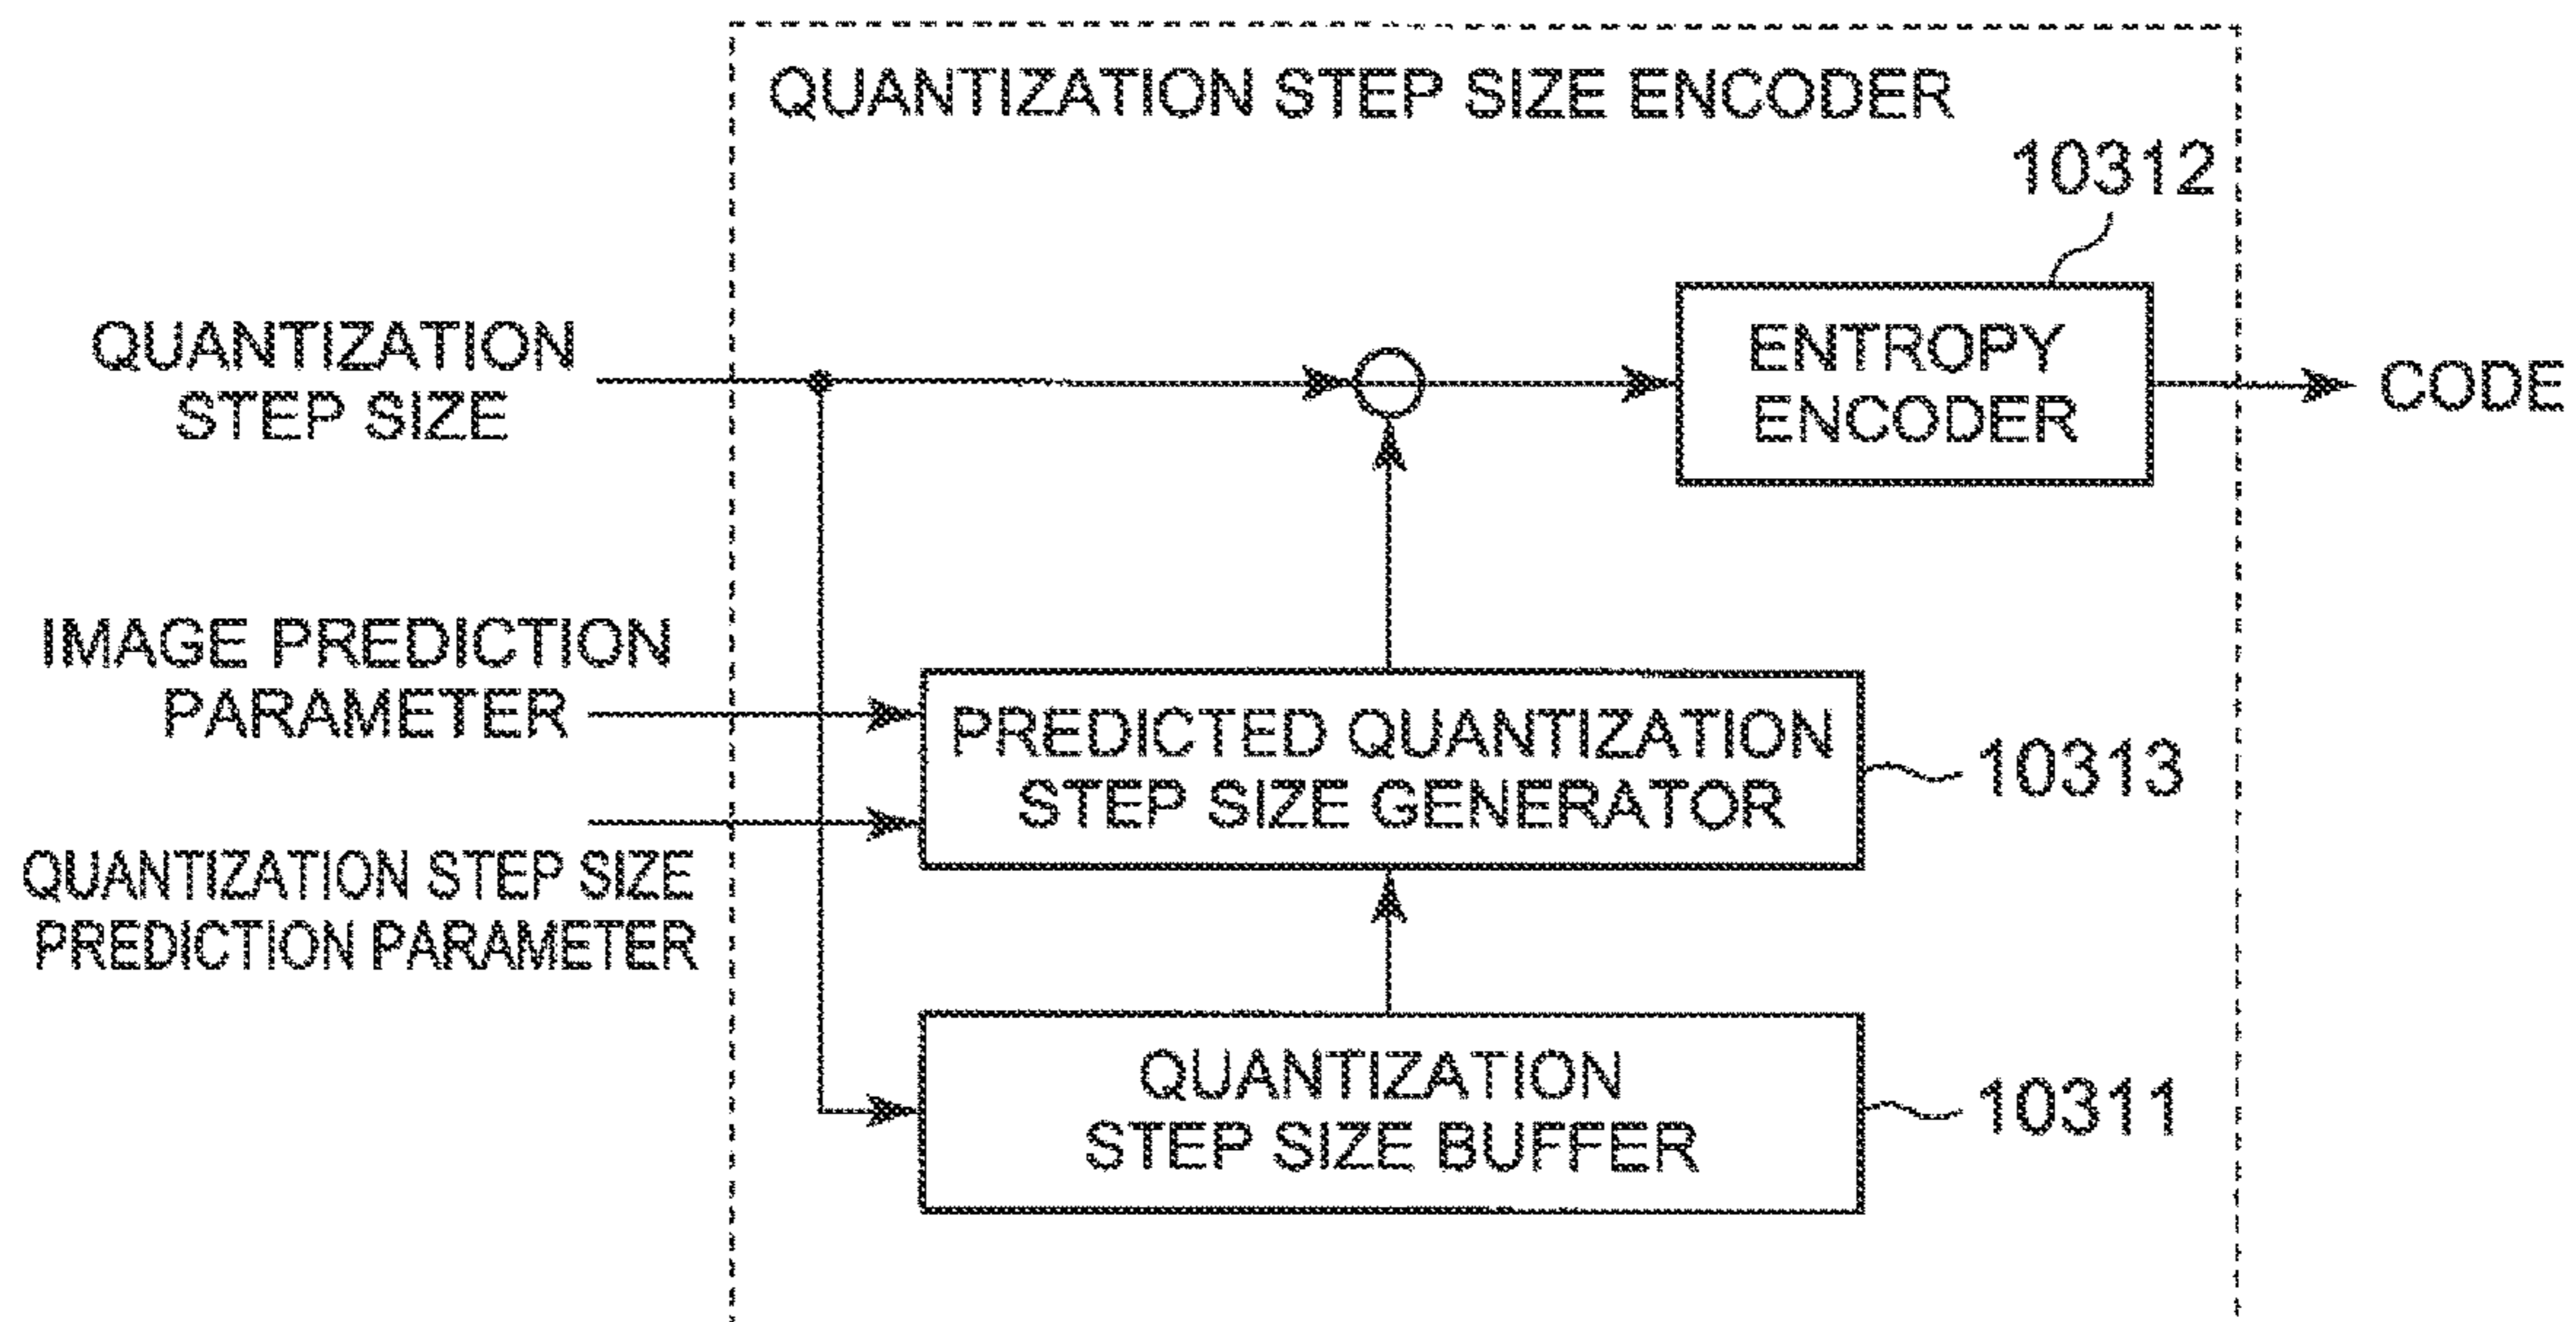 QUANTIZATION STEP SIZE ENCODER
10312
QUANTIZATION
STEP SIZE
ENTROPY
ENCODER
CODE
IMAGE PREDICTION
PARAMETER
PREDICTED QUANTIZATION
STEP SIZE GENERATOR
10313
QUANTIZATION STEP SIZE
PREDICTION PARAMETER
QUANTIZATION
STEP SIZE BUFFER
10311